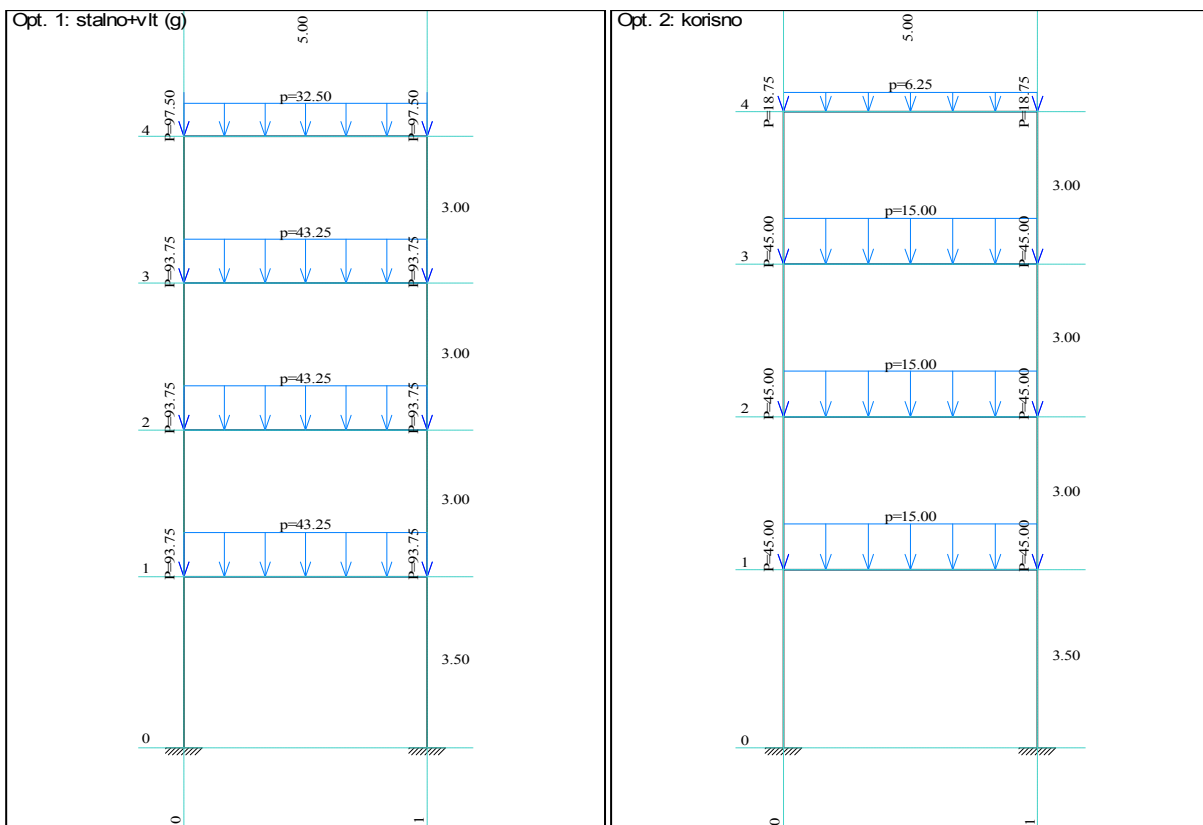 Opt. 1: stalno+vlt (g)
5.00
p=32.50
P=97.50
P=97.50
4
3.00
p=43.25
P=93.75
P=93.75
3
3.00
p=43.25
P=93.75
P=93.75
2
3.00
p=43.25
P=93.75
P=93.75
1
3.50
0
0
1
Opt. 2: korisno
5.00
p=6.25
P=18.75
P=18.75
4
3.00
p=15.00
P=45.00
P=45.00
3
3.00
p=15.00
P=45.00
P=45.00
2
3.00
p=15.00
P=45.00
P=45.00
1
3.50
0
0
1